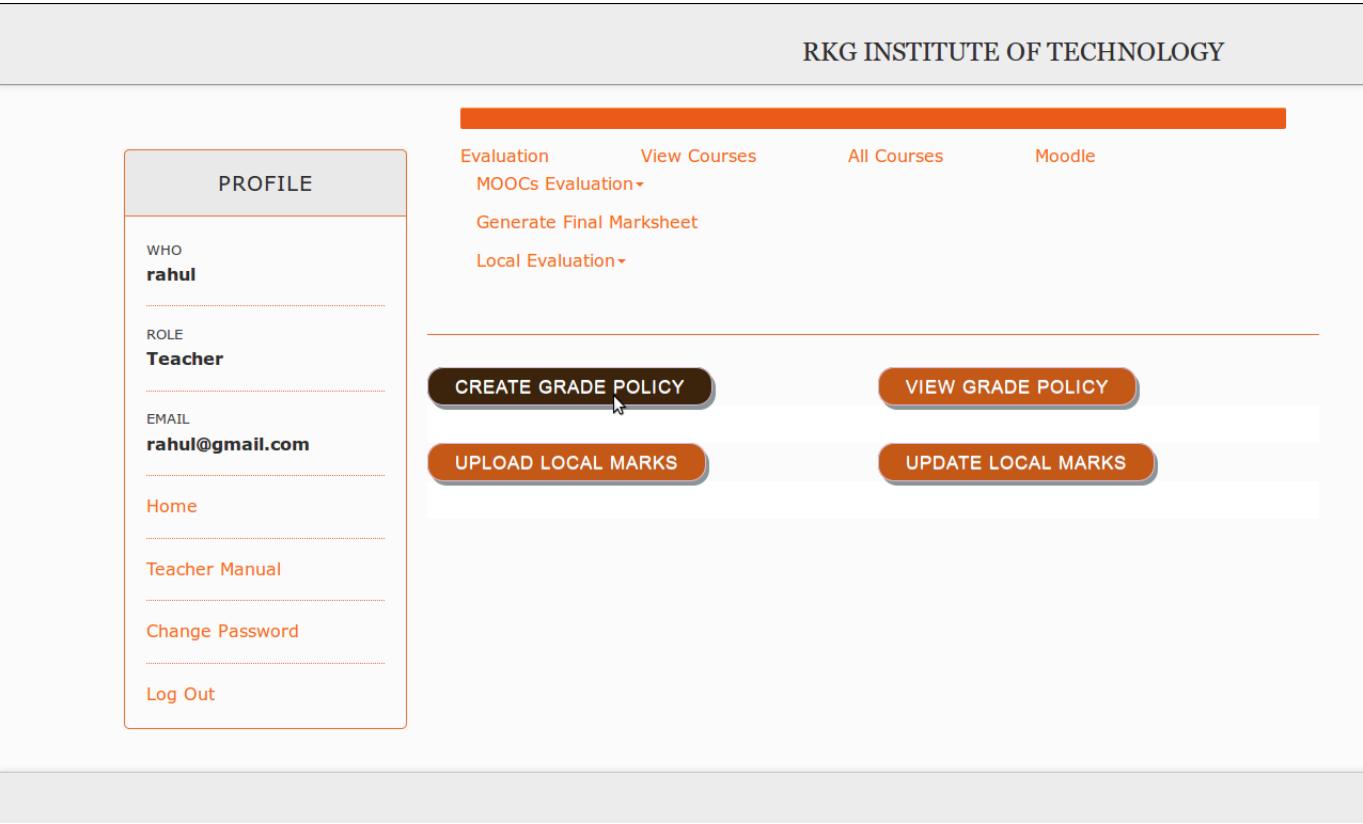 RKG INSTITUTE OF TECHNOLOGY
PROFILE
WHO
rahul
ROLE
Teacher
EMAIL
rahul@gmail.com
Home
Teacher Manual
Change Password
Log Out
Evaluation View Courses All Courses Moodle
MOOCs Evaluation
Generate Final Marksheet
Local Evaluation
CREATE GRADE POLICY VIEW GRADE POLICY
UPLOAD LOCAL MARKS UPDATE LOCAL MARKS